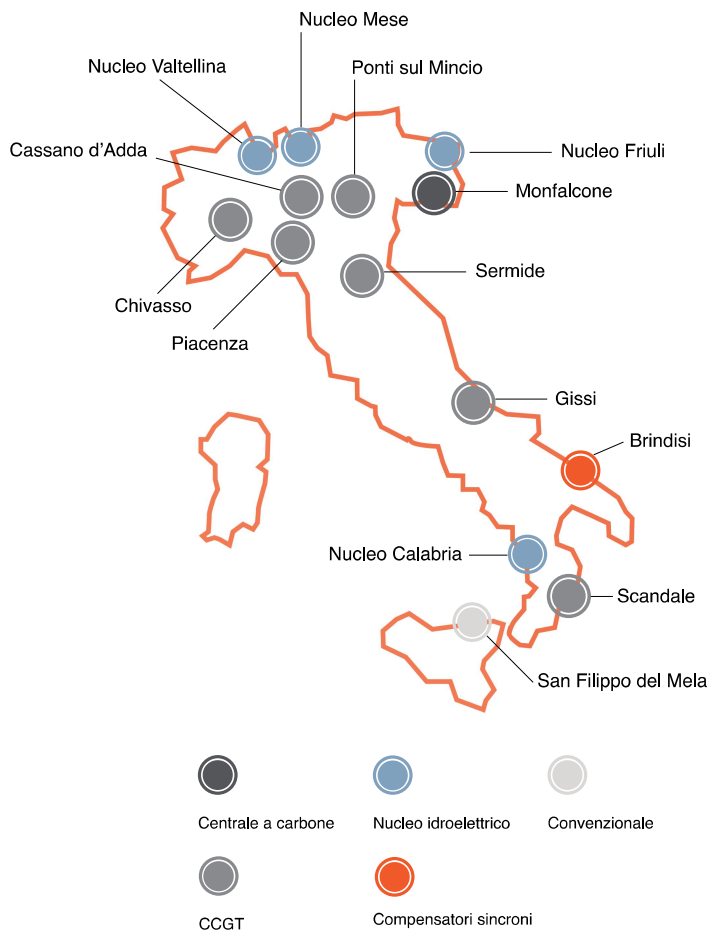 Nucleo Mese
Nucleo Valtellina
Ponti sul Mincio
Cassano d'Adda
Nucleo Friuli
Monfalcone
Sermide
Chivasso
Piacenza
Gissi
Brindisi
Nucleo Calabria
Scandale
San Filippo del Mela
Centrale a carbone
Nucleo idroelettrico
Convenzionale
CCGT
Compensatori sincroni